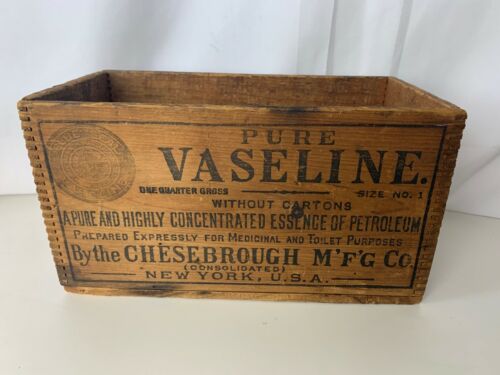 PURE
VASELINE.
ONE QUARTER GROSS SIZE NO. 1
WITHOUT CARTONS
A PURE AND HIGHLY CONCENTRATED ESSENCE OF PETROLEUM
PREPARED EXPRESSLY FOR MEDICINAL AND TOILET PURPOSES
By the CHESEBROUGH M'F'G Co.
(CONSOLIDATED)
NEW YORK, U.S.A.